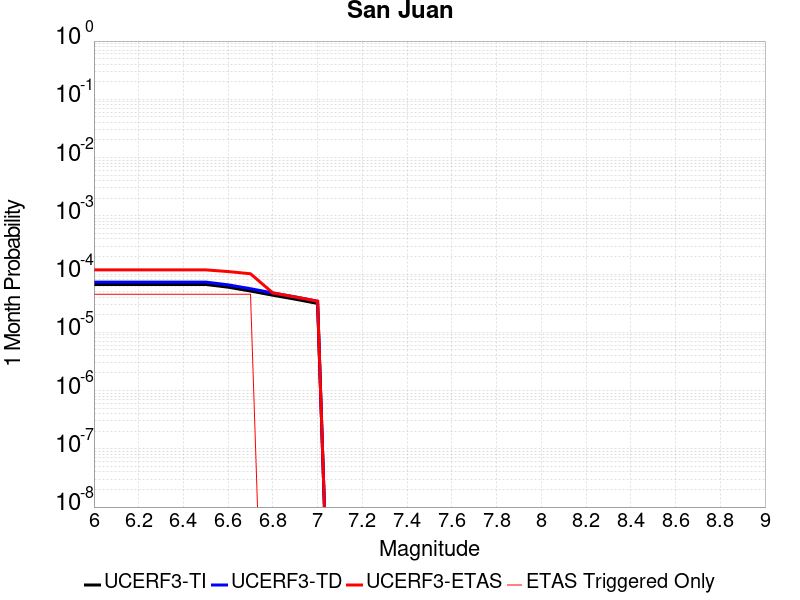 San Juan
10^0
10^-1
10^-2
10^-3
10^-4
10^-5
10^-6
10^-7
10^-8
1 Month Probability
6 6.2 6.4 6.6 6.8 7 7.2 7.4 7.6 7.8 8 8.2 8.4 8.6 8.8 9
Magnitude
UCERF3-TI UCERF3-TD UCERF3-ETAS ETAS Triggered Only